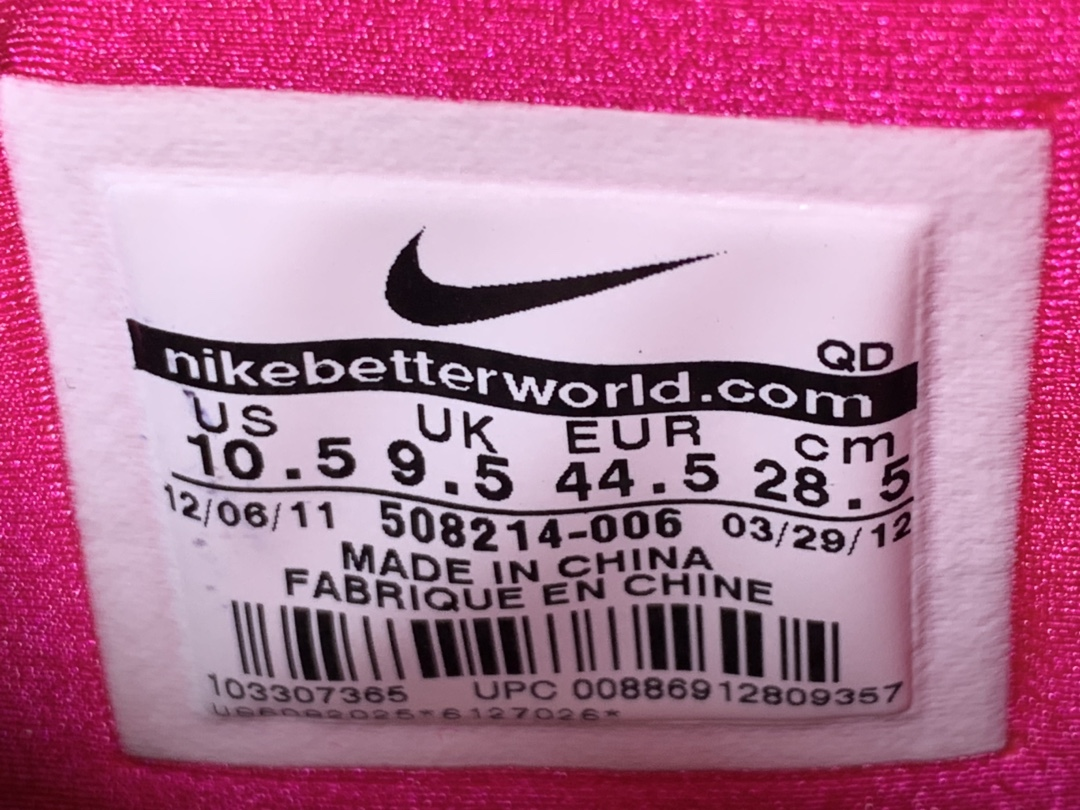 QD
nikebetterworld.com
US UK EUR cm
10.5 9.5 44.5 28.5
12/06/11 508214-006 03/29/12
MADE IN CHINA
FABRIQUE EN CHINE
103307365 UPC 00886912809357